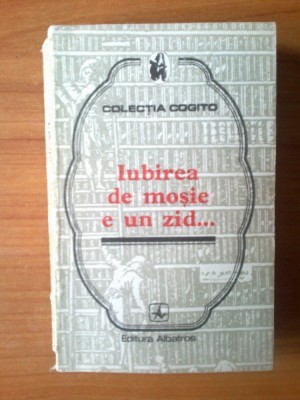 COLECȚIA COGITO
Iubirea
de moșie
e un zid...
Editura Albatros